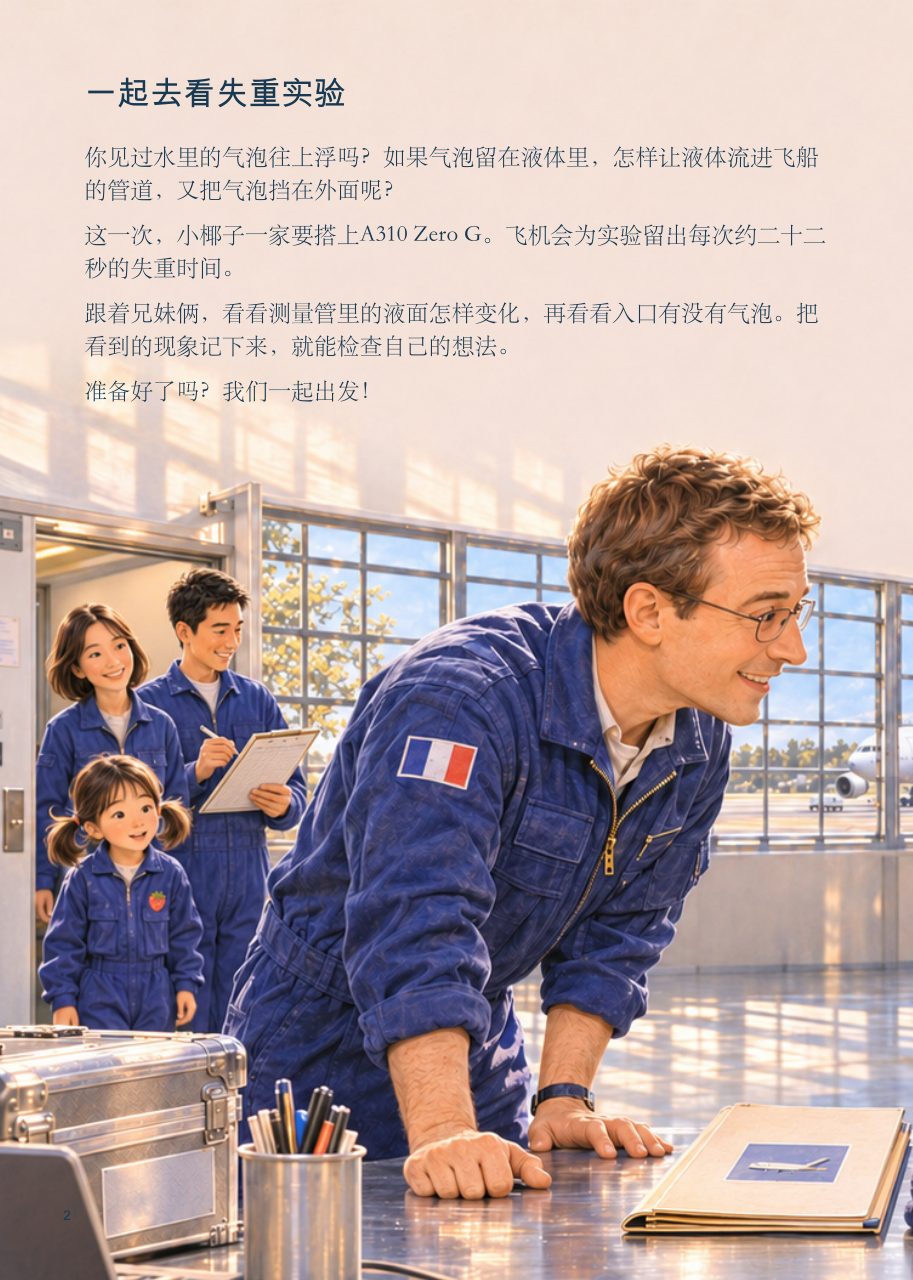 一起去看失重实验
你见过水里的气泡往上浮吗？如果气泡留在液体里，怎样让液体流进飞船
的管道，又把气泡挡在外面呢？
这一次，小椰子一家要搭上A310 Zero G。飞机会为实验留出每次约二十二
秒的失重时间。
跟着兄妹俩，看看测量管里的液面怎样变化，再看看入口有没有气泡。把
看到的现象记下来，就能检查自己的想法。
准备好了吗？我们一起出发！
2